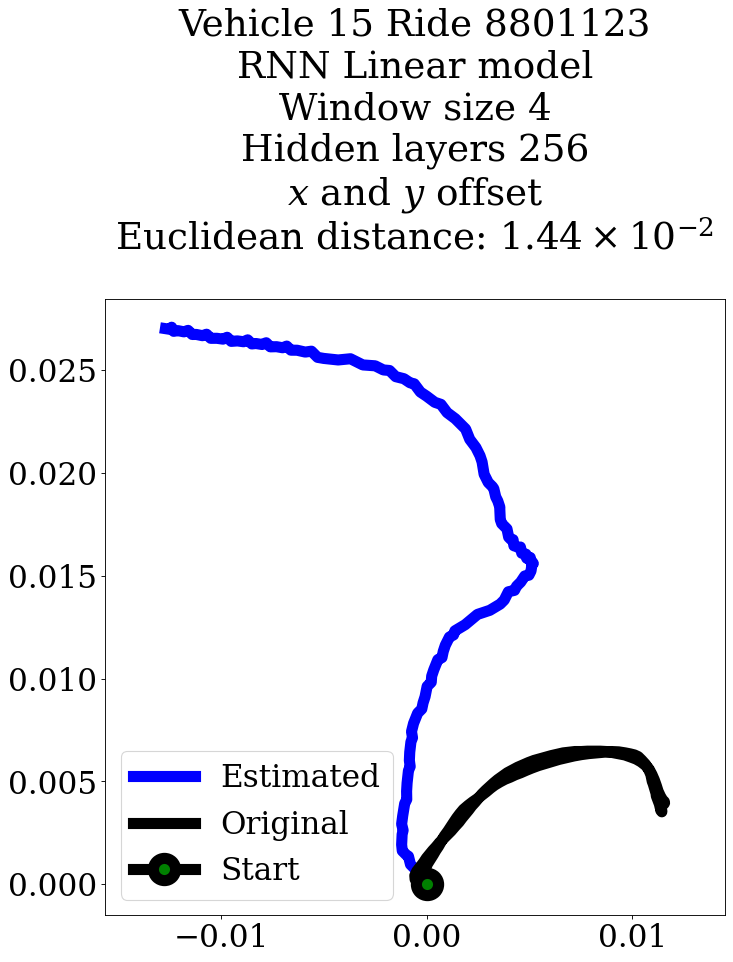 Vehicle 15 Ride 8801123
RNN Linear model
Window size 4
Hidden layers 256
x and y offset
Euclidean distance: 1.44 × 10⁻²
0.025
0.020
0.015
0.010
0.005
0.000
Estimated
Original
Start
−0.01 0.00 0.01